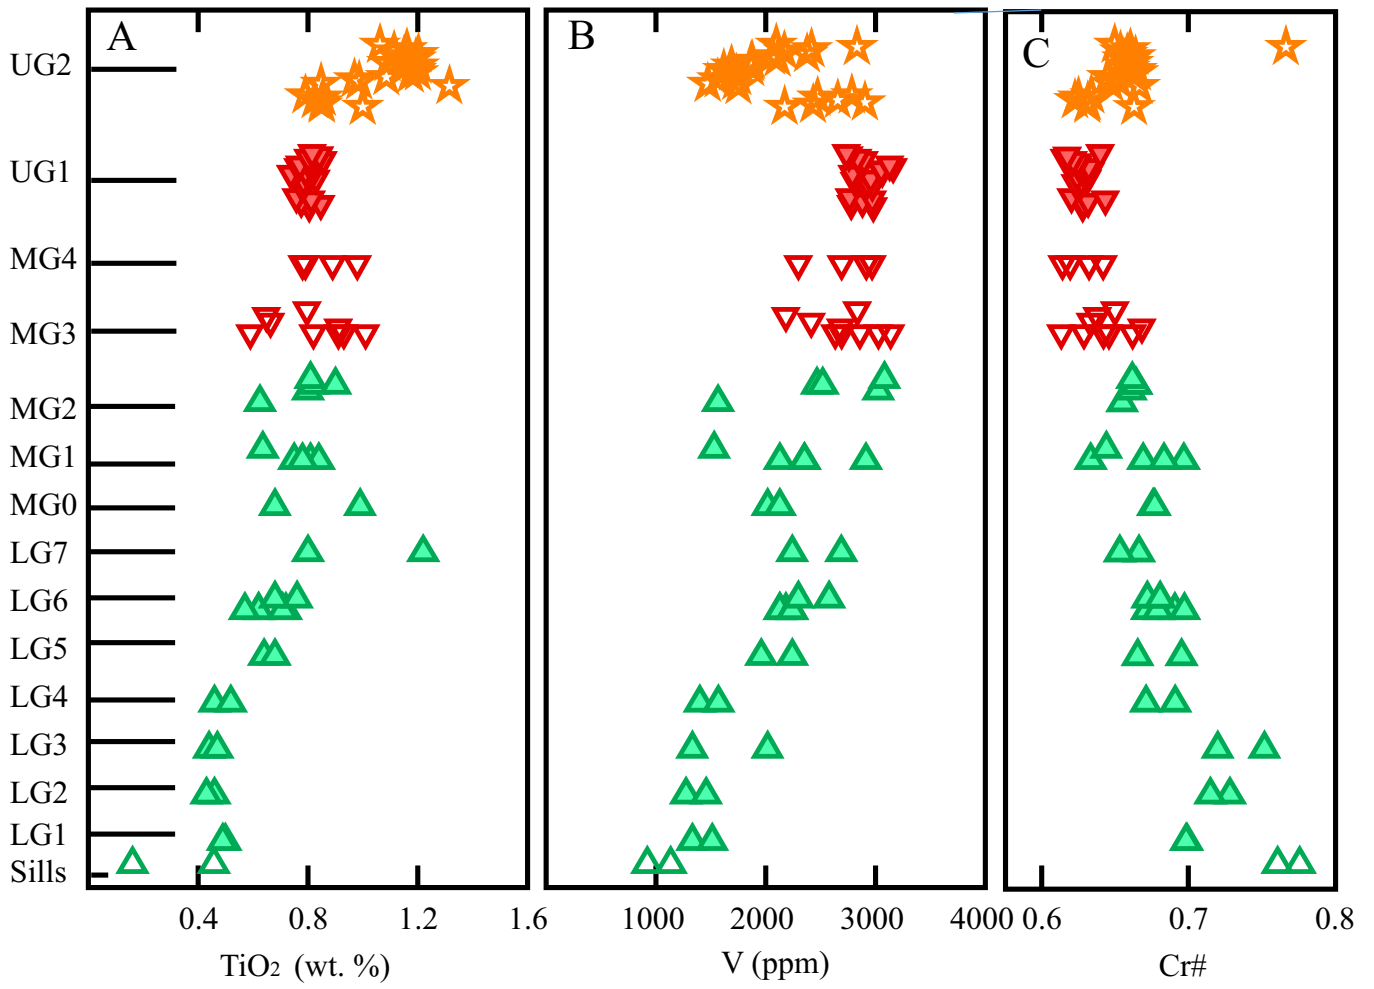 A B C
UG2
UG1
MG4
MG3
MG2
MG1
MG0
LG7
LG6
LG5
LG4
LG3
LG2
LG1
Sills
0.4 0.8 1.2 1.6 1000 2000 3000 4000 0.6 0.7 0.8
TiO2 (wt. %) V (ppm) Cr#